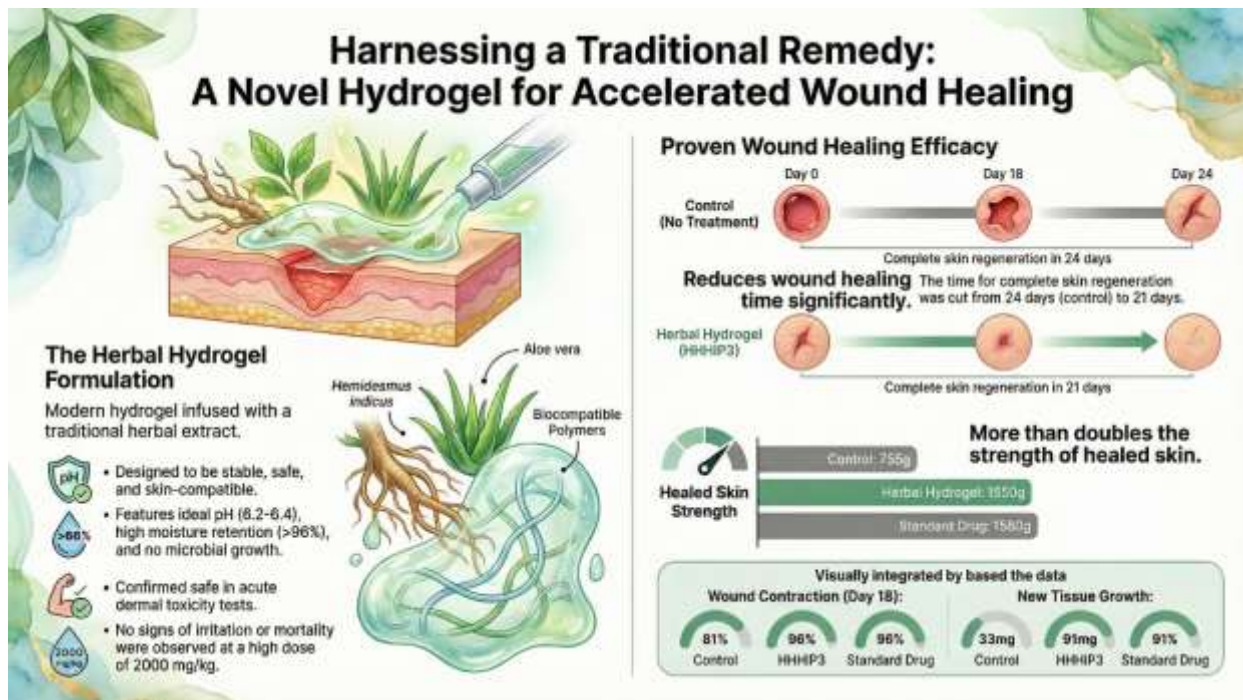 Harnessing a Traditional Remedy:
A Novel Hydrogel for Accelerated Wound Healing
The Herbal Hydrogel
Formulation
Modern hydrogel infused with a
traditional herbal extract.
pH
• Designed to be stable, safe,
and skin-compatible.
>66%
• Features ideal pH (6.2-6.4),
high moisture retention (>96%),
and no microbial growth.
• Confirmed safe in acute
dermal toxicity tests.
2000
mg/kg
• No signs of irritation or mortality
were observed at a high dose
of 2000 mg/kg.
Hemidesmus
indicus
Aloe vera
Biocompatible
Polymers
Proven Wound Healing Efficacy
Day 0
Day 18
Day 24
Control
(No Treatment)
Complete skin regeneration in 24 days
Reduces wound healing
time significantly.
The time for complete skin regeneration
was cut from 24 days (control) to 21 days.
Herbal Hydrogel
(HHHIP3)
Complete skin regeneration in 21 days
Healed Skin
Strength
Control: 755g
Herbal Hydrogel: 1550g
Standard Drug: 1580g
More than doubles the
strength of healed skin.
Visually integrated by based the data
Wound Contraction (Day 18):
81%
Control
96%
HHHIP3
96%
Standard Drug
New Tissue Growth:
33mg
Control
91mg
HHHIP3
91%
Standard Drug